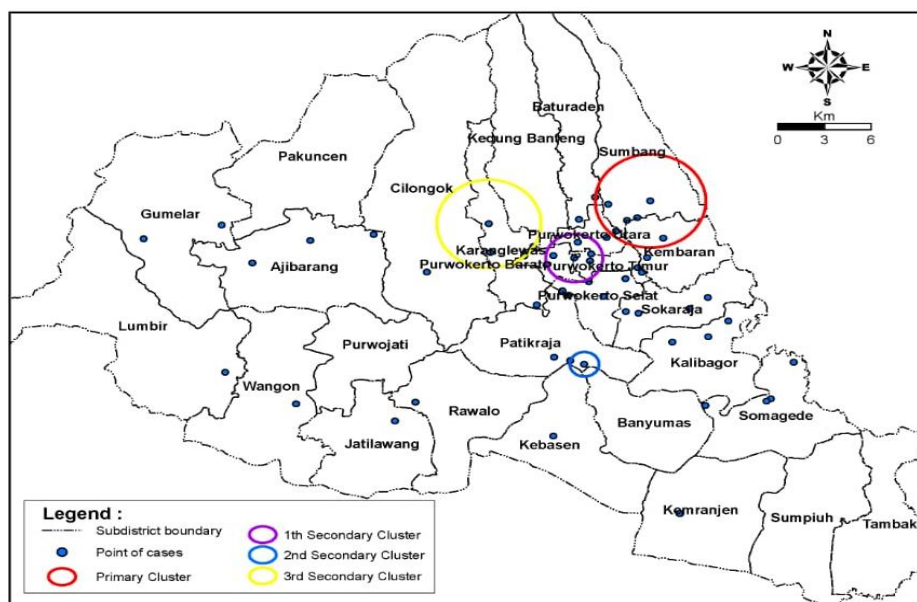 N
W E
S
Km
0 3 6
Baturaden
Kedung Banteng
Sumbang
Pakuncen
Cilongok
Gumelar
Purwokerto Utara
Karanglewas
Kembaran
Ajibarang
Purwokerto Barat
Purwokerto Timur
Purwokerto Selat
Sokaraja
Lumbir
Purwojati
Patikraja
Kalibagor
Wangon
Rawalo
Banyumas
Somagede
Jatilawang
Kebasen
Kemranjen
Sumpiuh
Tambak
Legend :
Subdistrict boundary
Point of cases
Primary Cluster
1th Secondary Cluster
2nd Secondary Cluster
3rd Secondary Cluster